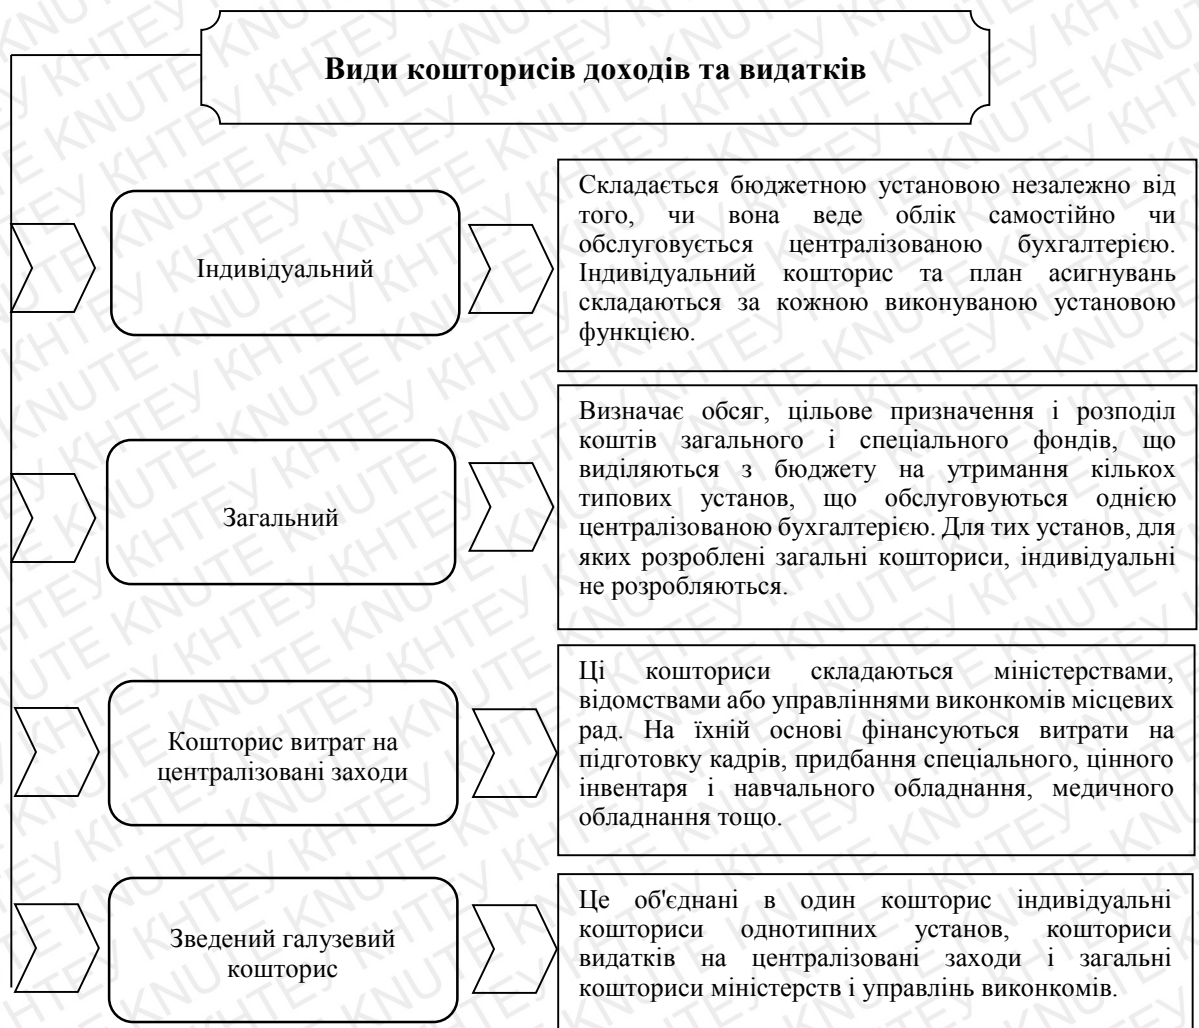 Види кошторисів доходів та видатків
Індивідуальний
Складається бюджетною установою незалежно від
того, чи вона веде облік самостійно чи
обслуговується централізованою бухгалтерією.
Індивідуальний кошторис та план асигнувань
складаються за кожною виконуваною установою
функцією.
Загальний
Визначає обсяг, цільове призначення і розподіл
коштів загального і спеціального фондів, що
виділяються з бюджету на утримання кількох
типових установ, що обслуговуються однією
централізованою бухгалтерією. Для тих установ, для
яких розроблені загальні кошториси, індивідуальні
не розробляються.
Кошторис витрат на
централізовані заходи
Ці кошториси складаються міністерствами,
відомствами або управліннями виконкомів місцевих
рад. На їхній основі фінансуються витрати на
підготовку кадрів, придбання спеціального, цінного
інвентаря і навчального обладнання, медичного
обладнання тощо.
Зведений галузевий
кошторис
Це об'єднані в один кошторис індивідуальні
кошториси однотипних установ, кошториси
видатків на централізовані заходи і загальні
кошториси міністерств і управлінь виконкомів.